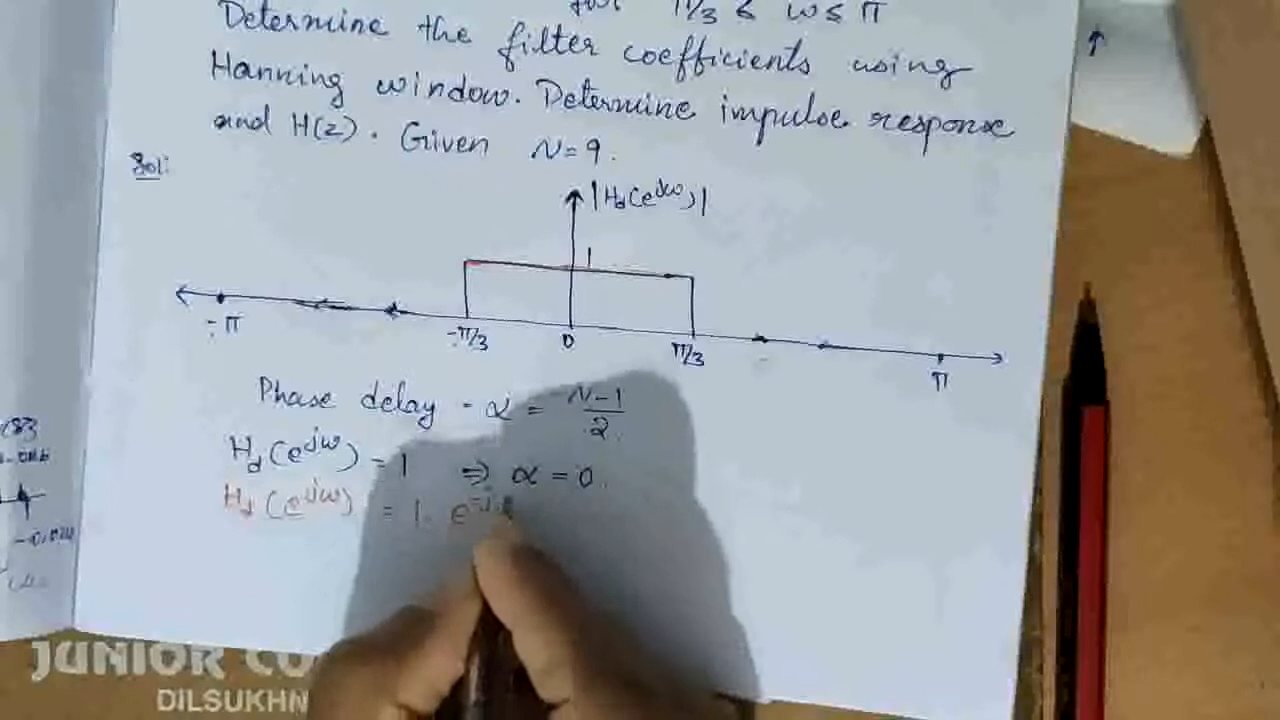 π/3 ≤ ω ≤ π
Determine the filter coefficients using
Hanning window. Determine impulse response
and H(z). Given N=9.
Sol:
|Hd(e^jω)|
1
-π
-π/3
0
π/3
π
Phase delay - α = N-1/2
Hd(e^jω) = 1 ⇒ α = 0.
Hd(e^jω) = 1. e^-j
JUNIOR CO
DILSUKHN